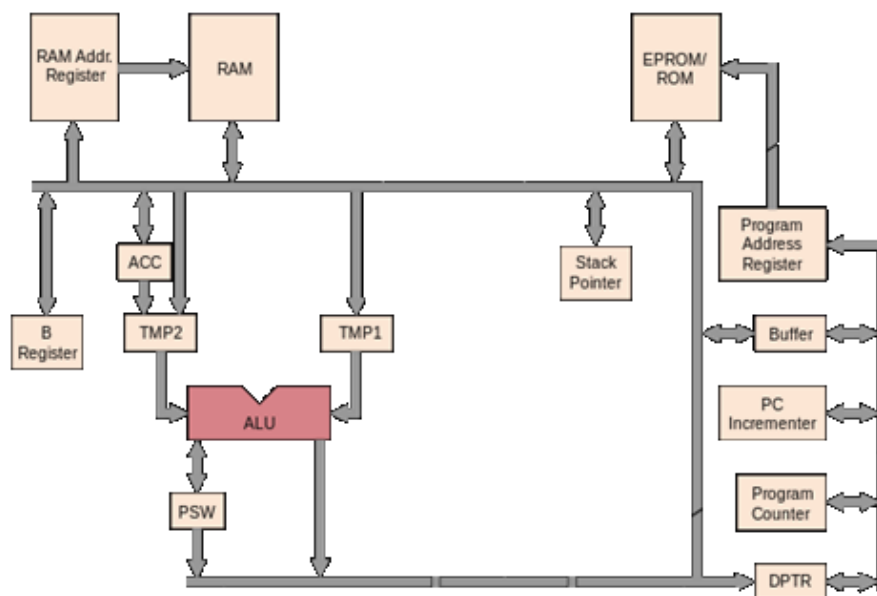 RAM Addr.
Register
RAM
EPROM/
ROM
Program
Address
Register
ACC
Stack
Pointer
B
Register
TMP2
TMP1
Buffer
ALU
PC
Incrementer
PSW
Program
Counter
DPTR